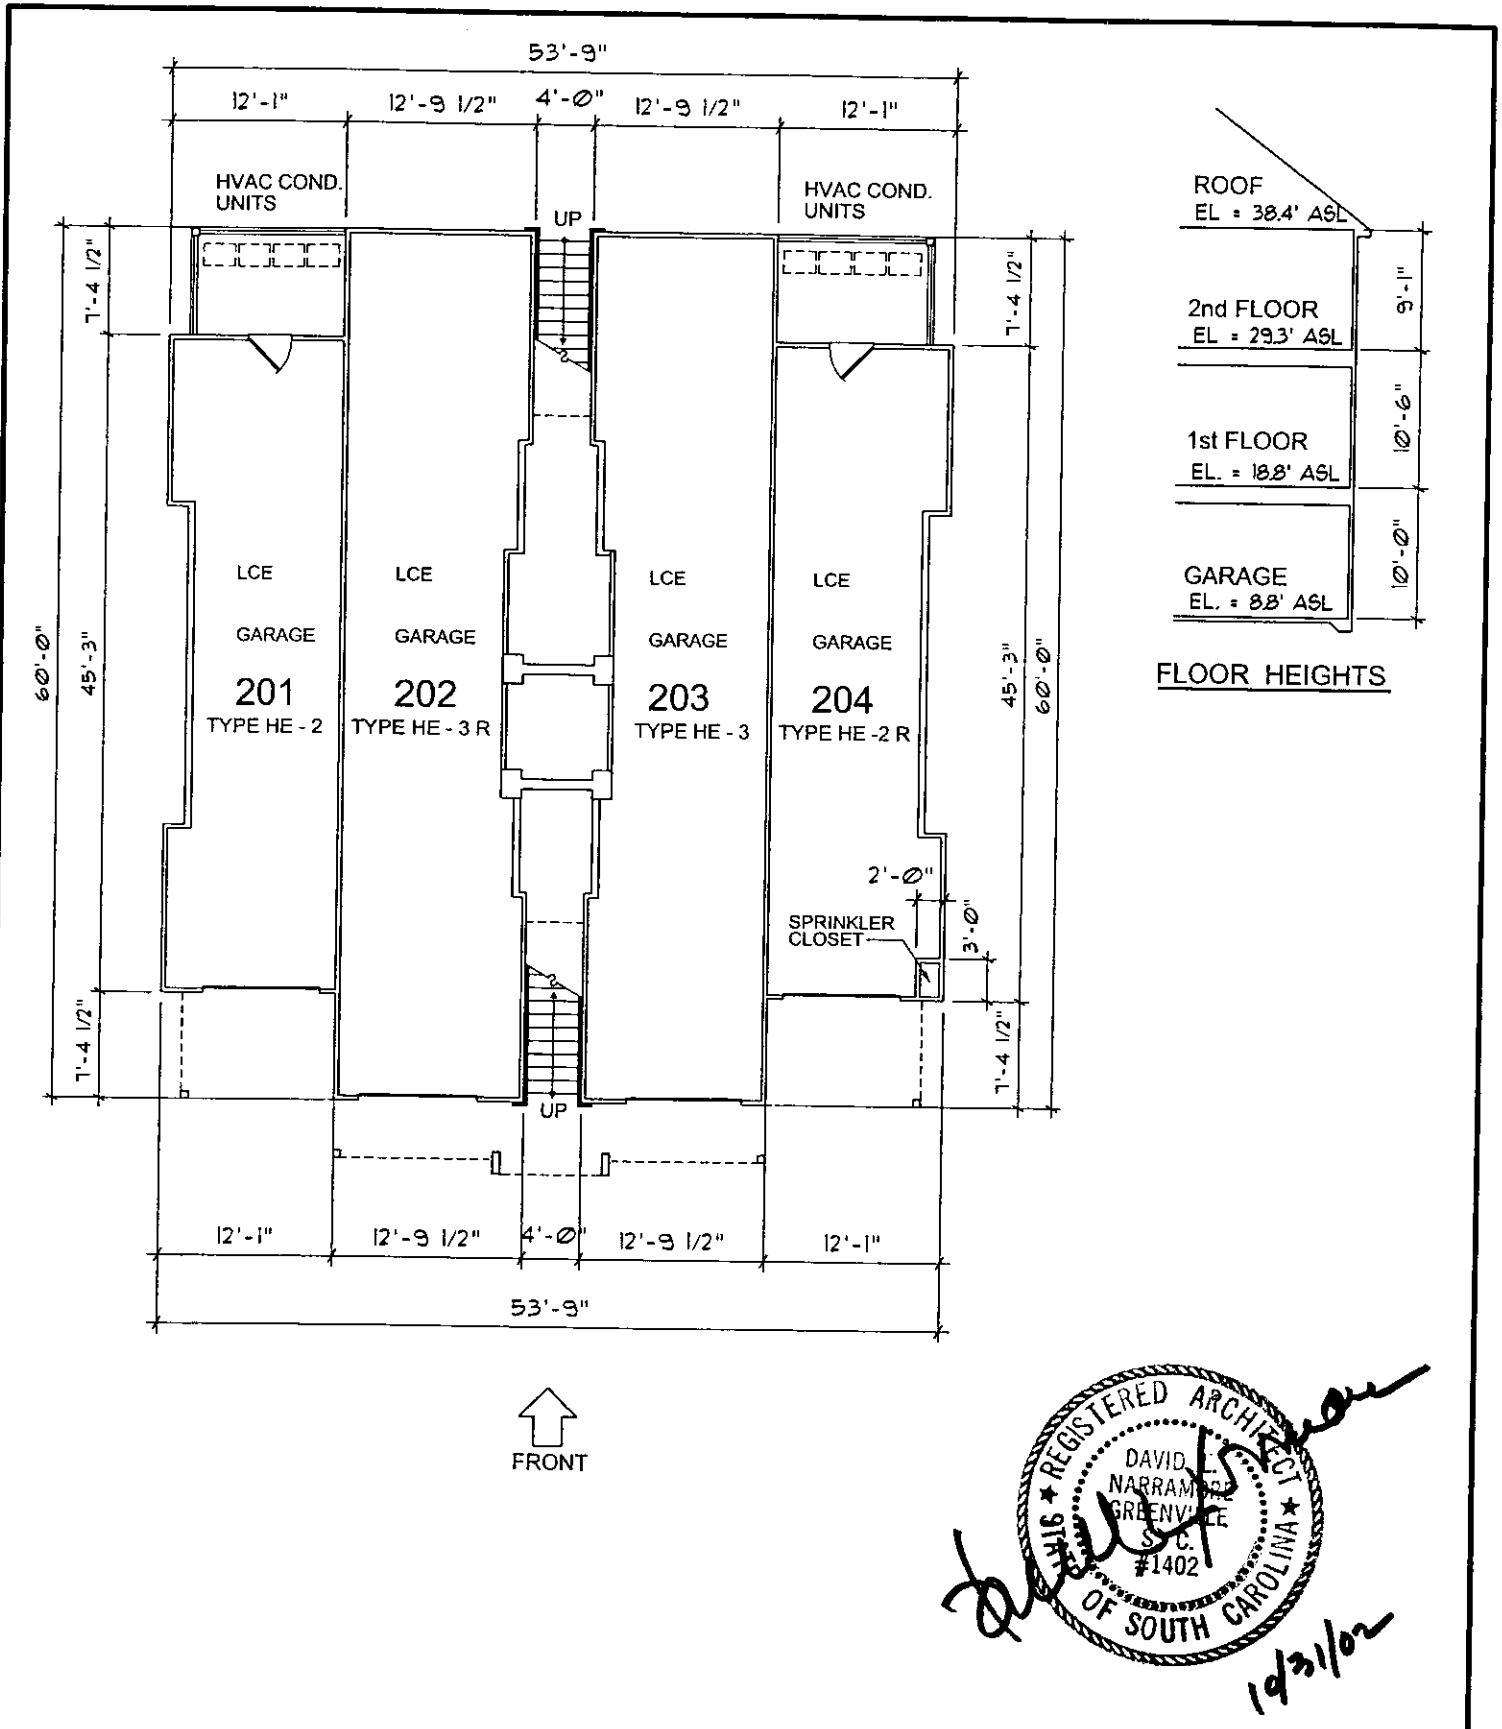 53'-9"
12'-1" 12'-9 1/2" 4'-0" 12'-9 1/2" 12'-1"
HVAC COND.
UNITS
UP
HVAC COND.
UNITS
7'-4 1/2"
7'-4 1/2"
60'-0"
45'-3"
LCE
GARAGE
201
TYPE HE - 2
LCE
GARAGE
202
TYPE HE - 3 R
LCE
GARAGE
203
TYPE HE - 3
LCE
GARAGE
204
TYPE HE -2 R
45'-3"
60'-0"
2'-0"
SPRINKLER
CLOSET
3'-0"
7'-4 1/2"
7'-4 1/2"
UP
12'-1" 12'-9 1/2" 4'-0" 12'-9 1/2" 12'-1"
53'-9"
FRONT
ROOF
EL = 38.4' ASL
9'-1"
2nd FLOOR
EL = 29.3' ASL
10'-6"
1st FLOOR
EL. = 18.8' ASL
10'-0"
GARAGE
EL. = 8.8' ASL
FLOOR HEIGHTS
★ REGISTERED ARCHITECT ★
STATE OF SOUTH CAROLINA
DAVID L.
NARRAMORE
GREENVILLE
S. C.
#1402
10/31/02